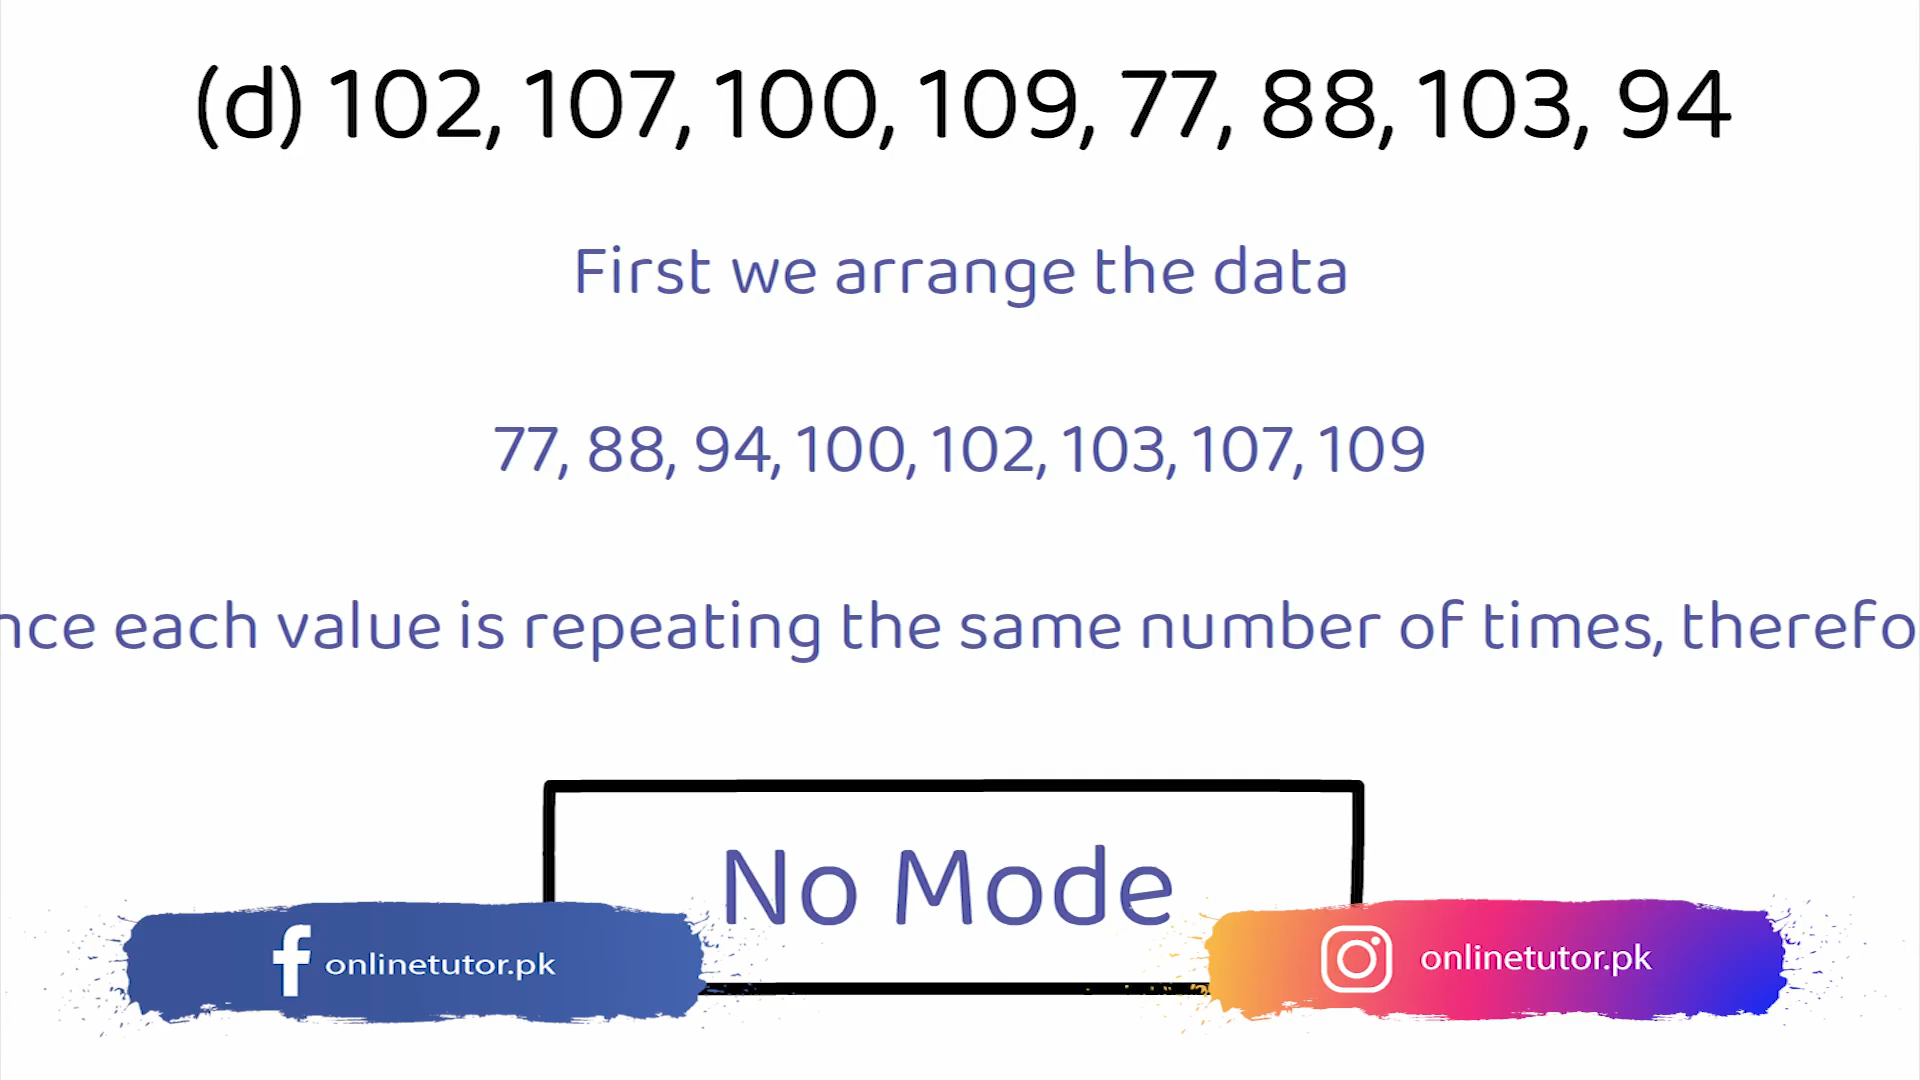 (d) 102, 107, 100, 109, 77, 88, 103, 94
First we arrange the data
77, 88, 94, 100, 102, 103, 107, 109
nce each value is repeating the same number of times, therefo
No Mode
onlinetutor.pk
onlinetutor.pk